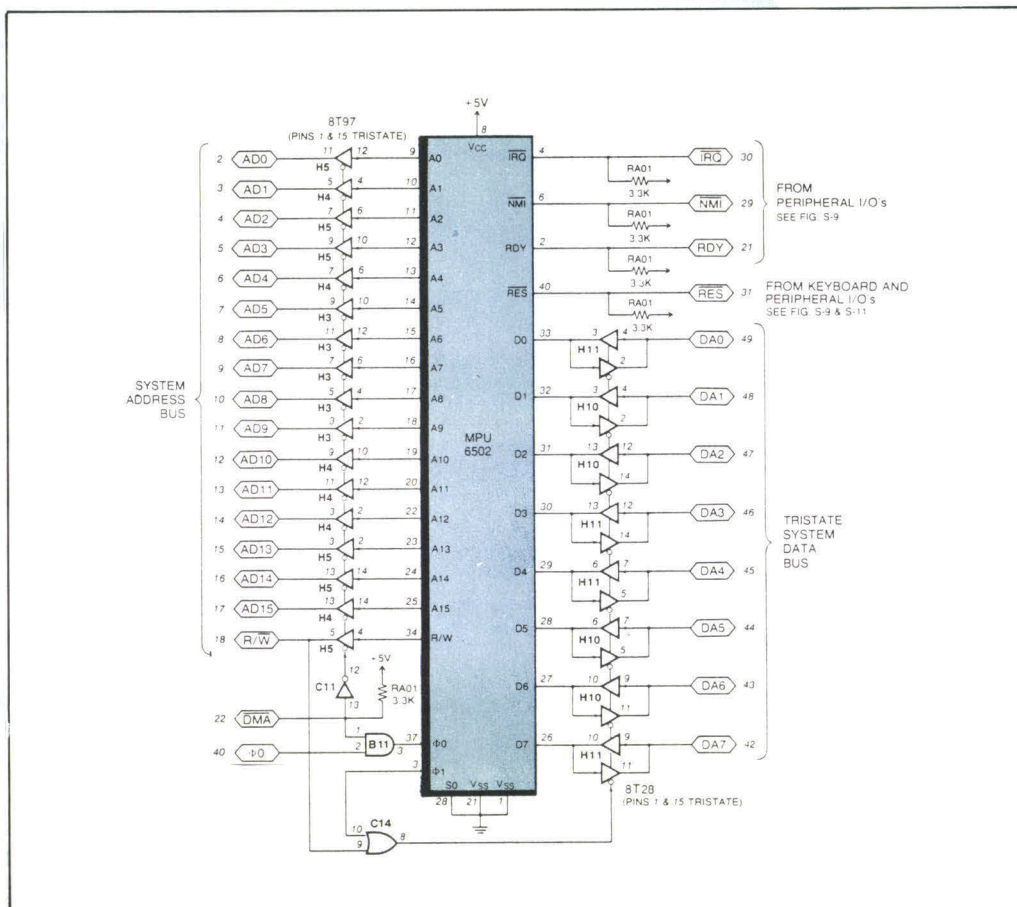 +5V
8
8T97
(PINS 1 & 15 TRISTATE)
VCC
2 AD0 11 12 H5 9 A0
3 AD1 5 4 H4 10 A1
4 AD2 7 6 H5 11 A2
5 AD3 9 10 H5 12 A3
6 AD4 7 6 H4 13 A4
7 AD5 9 10 H3 14 A5
8 AD6 11 12 H3 15 A6
9 AD7 7 6 H3 16 A7
10 AD8 5 4 H3 17 A8
11 AD9 3 2 H3 18 A9
12 AD10 9 10 H4 19 A10
13 AD11 11 12 H4 20 A11
14 AD12 3 2 H4 22 A12
15 AD13 3 2 H5 23 A13
16 AD14 13 14 H5 24 A14
17 AD15 13 14 H4 25 A15
18 R/W̅ 5 4 H5 34 R/W
SYSTEM
ADDRESS
BUS
12
C11
13
+5V
RA01
3.3K
22 D̅M̅A̅
40 Φ0
1
2 B11 3
37 Φ0
3 Φ1
MPU
6502
S0 VSS VSS
28 21 1
10 C14
9
8
I̅R̅Q̅ 4 I̅R̅Q̅ 30
RA01
3.3K
N̅M̅I̅ 6 N̅M̅I̅ 29
RA01
3.3K
RDY 2 RDY 21
RA01
3.3K
R̅E̅S̅ 40 R̅E̅S̅ 31
RA01
3.3K
FROM
PERIPHERAL I/O's
SEE FIG. S-9
FROM KEYBOARD AND
PERIPHERAL I/O's
SEE FIG. S-9 & S-11
D0 33 3 4 H11 2 DA0 49
D1 32 3 4 H10 2 DA1 48
D2 31 13 12 H10 14 DA2 47
D3 30 13 12 H11 14 DA3 46
D4 29 6 7 H11 5 DA4 45
D5 28 6 7 H10 5 DA5 44
D6 27 10 9 H10 11 DA6 43
D7 26 10 9 H11 11 DA7 42
TRISTATE
SYSTEM
DATA
BUS
8T28
(PINS 1 & 15 TRISTATE)